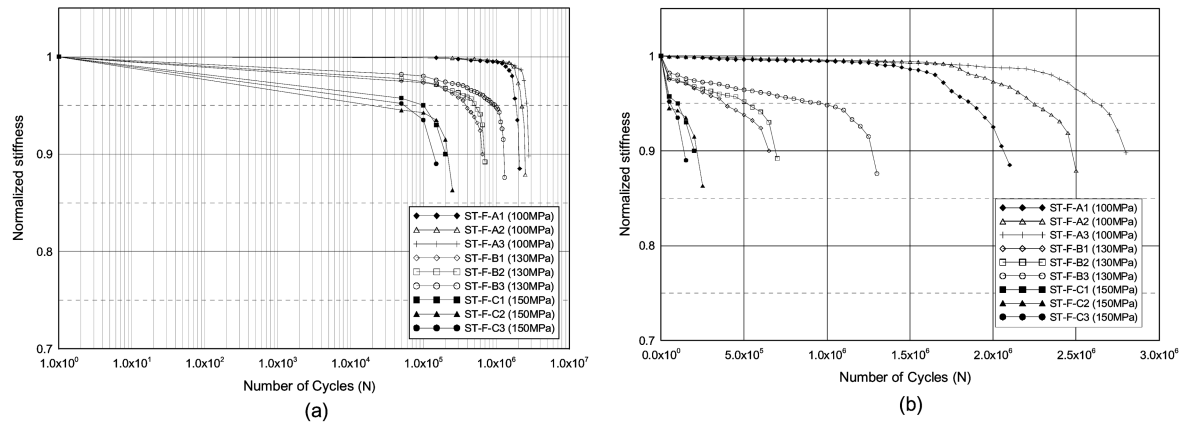 Normalized stiffness
1
0.9
0.8
0.7
ST-F-A1 (100MPa)
ST-F-A2 (100MPa)
ST-F-A3 (100MPa)
ST-F-B1 (130MPa)
ST-F-B2 (130MPa)
ST-F-B3 (130MPa)
ST-F-C1 (150MPa)
ST-F-C2 (150MPa)
ST-F-C3 (150MPa)
1.0x10⁰ 1.0x10¹ 1.0x10² 1.0x10³ 1.0x10⁴ 1.0x10⁵ 1.0x10⁶ 1.0x10⁷
Number of Cycles (N)
(a)
Normalized stiffness
1
0.9
0.8
0.7
ST-F-A1 (100MPa)
ST-F-A2 (100MPa)
ST-F-A3 (100MPa)
ST-F-B1 (130MPa)
ST-F-B2 (130MPa)
ST-F-B3 (130MPa)
ST-F-C1 (150MPa)
ST-F-C2 (150MPa)
ST-F-C3 (150MPa)
0.0x10⁰ 5.0x10⁵ 1.0x10⁶ 1.5x10⁶ 2.0x10⁶ 2.5x10⁶ 3.0x10⁶
Number of Cycles (N)
(b)